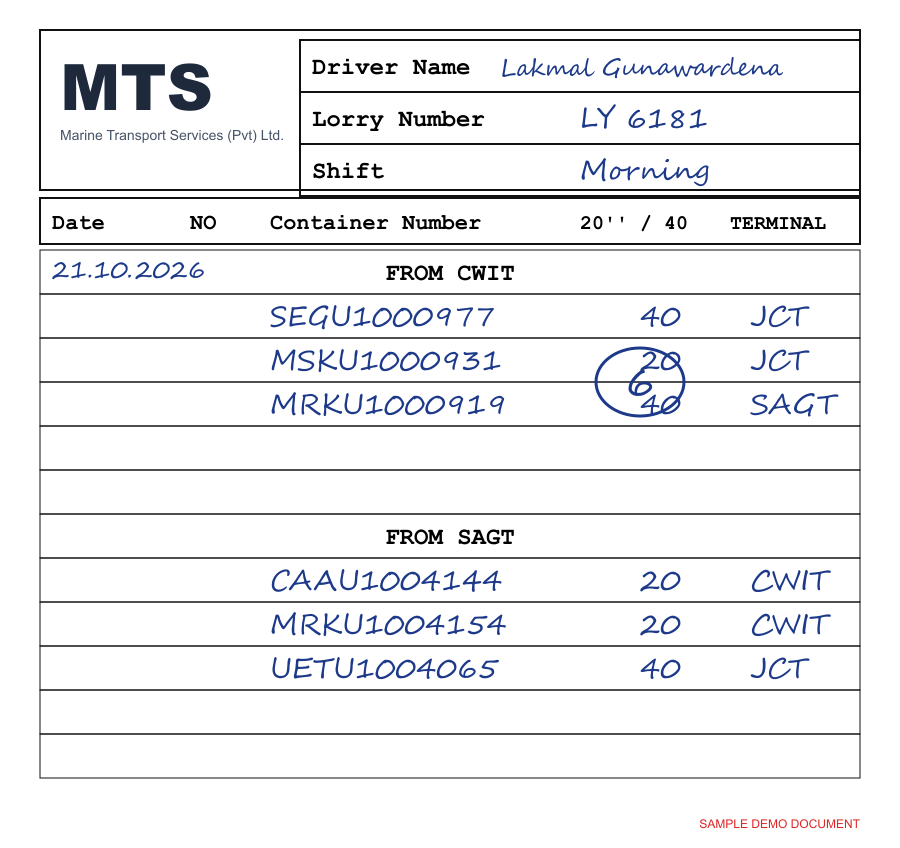 MTS
Marine Transport Services (Pvt) Ltd.
Driver Name Lakmal Gunawardena
Lorry Number LY 6181
Shift Morning
Date NO Container Number 20'' / 40 TERMINAL
21.10.2026 FROM CWIT
SEGU1000977 40 JCT
MSKU1000931 20 JCT
6
MRKU1000919 40 SAGT
FROM SAGT
CAAU1004144 20 CWIT
MRKU1004154 20 CWIT
UETU1004065 40 JCT
SAMPLE DEMO DOCUMENT